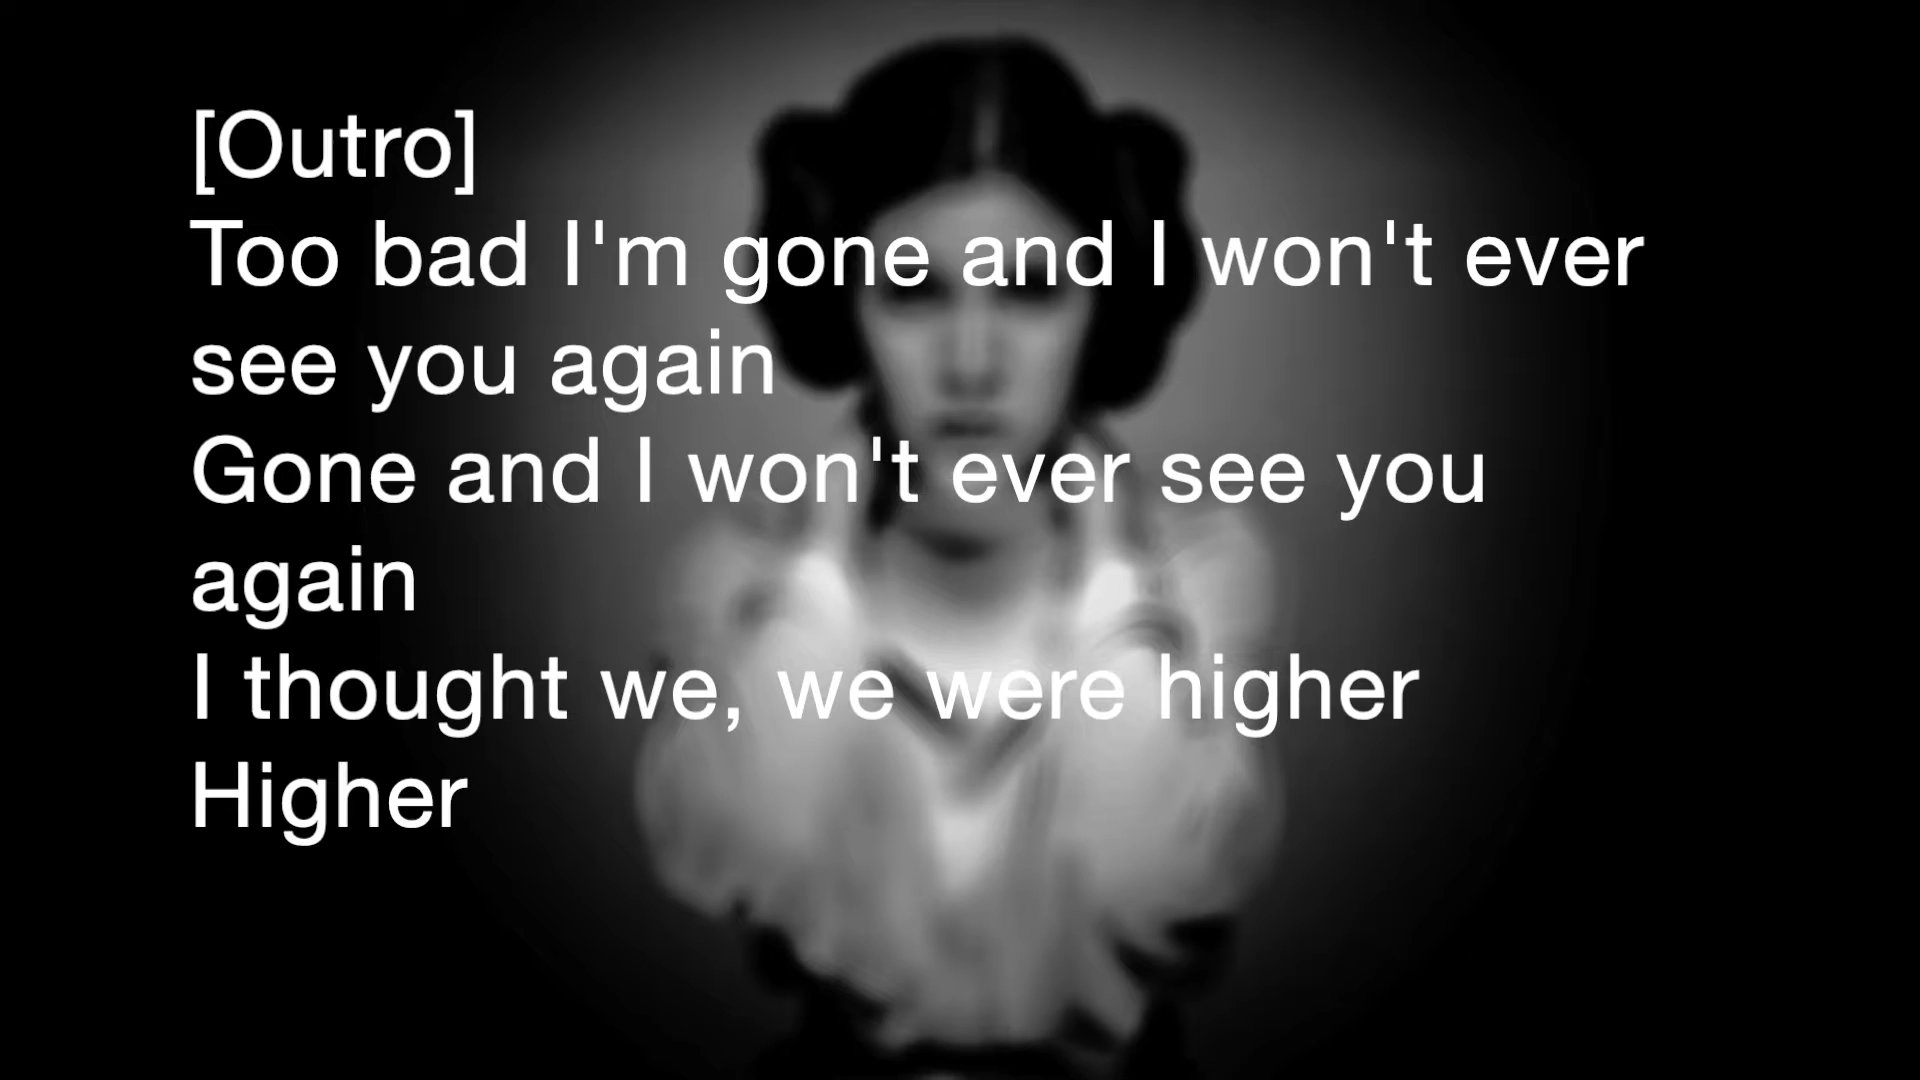 [Outro]
Too bad I'm gone and I won't ever
see you again
Gone and I won't ever see you
again
I thought we, we were higher
Higher